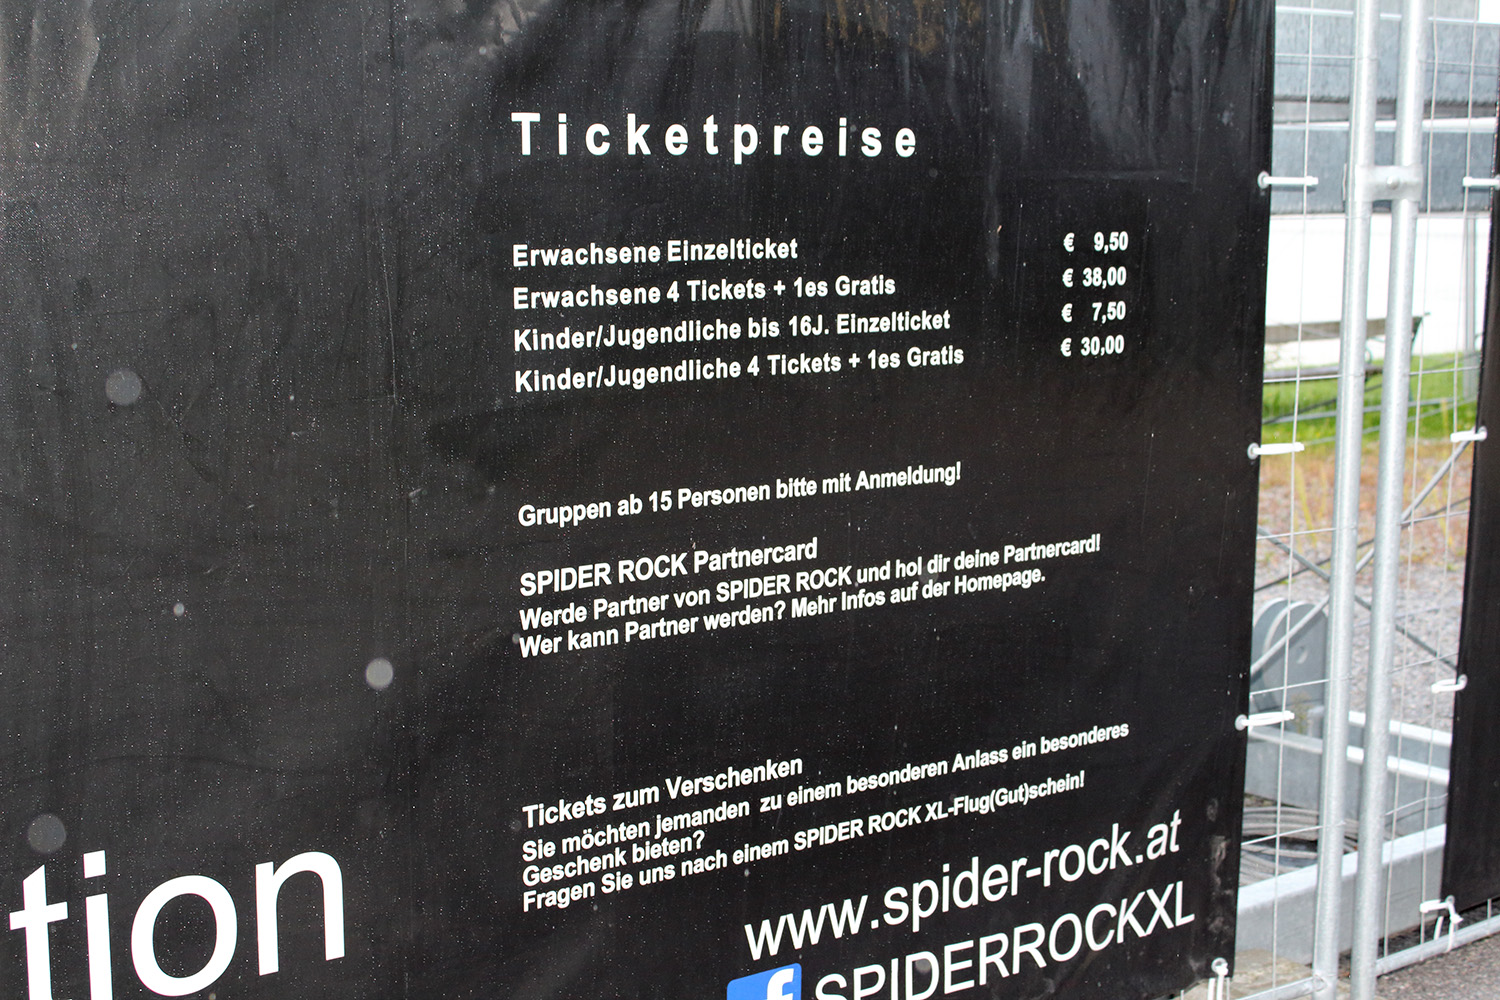 Ticketpreise
Erwachsene Einzelticket € 9,50
Erwachsene 4 Tickets + 1es Gratis € 38,00
Kinder/Jugendliche bis 16J. Einzelticket € 7,50
Kinder/Jugendliche 4 Tickets + 1es Gratis € 30,00
Gruppen ab 15 Personen bitte mit Anmeldung!
SPIDER ROCK Partnercard
Werde Partner von SPIDER ROCK und hol dir deine Partnercard!
Wer kann Partner werden? Mehr Infos auf der Homepage.
Tickets zum Verschenken
Sie möchten jemanden zu einem besonderen Anlass ein besonderes
Geschenk bieten?
Fragen Sie uns nach einem SPIDER ROCK XL-Flug(Gut)schein!
tion
www.spider-rock.at
f SPIDERROCKXL